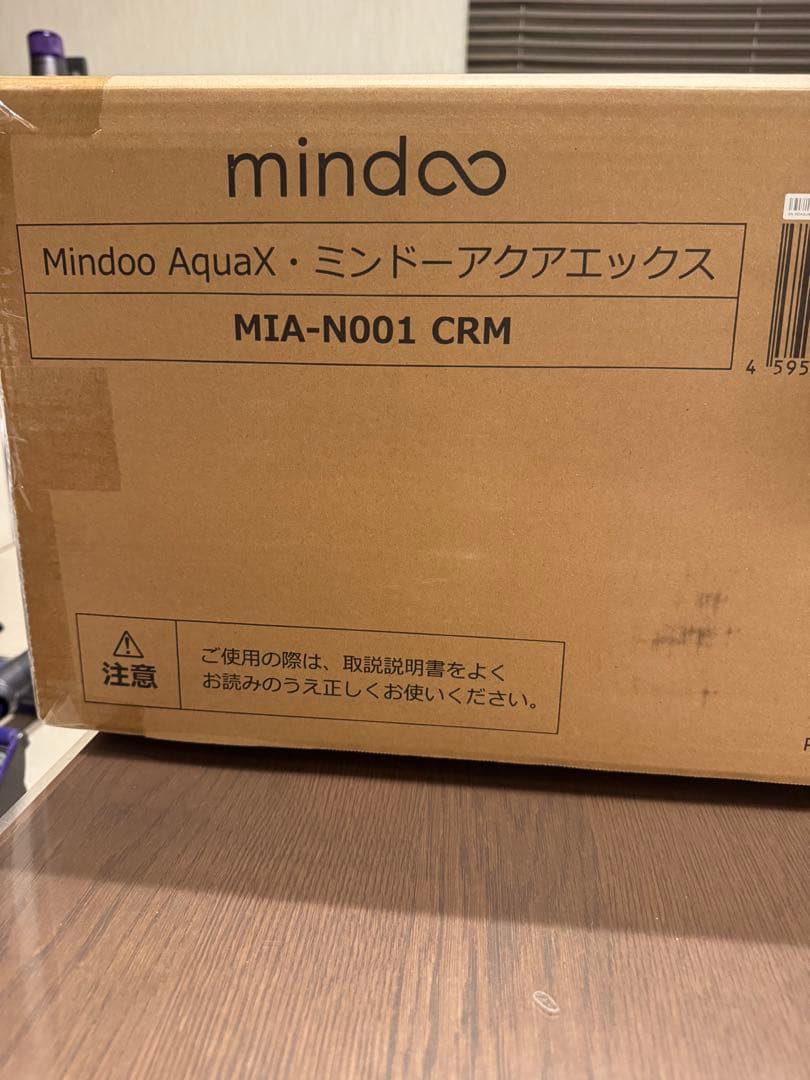 mindoo
Mindoo AquaX・ミンドーアクアエックス
MIA-N001 CRM
4 595
注意
ご使用の際は、取説説明書をよく
お読みのうえ正しくお使いください。